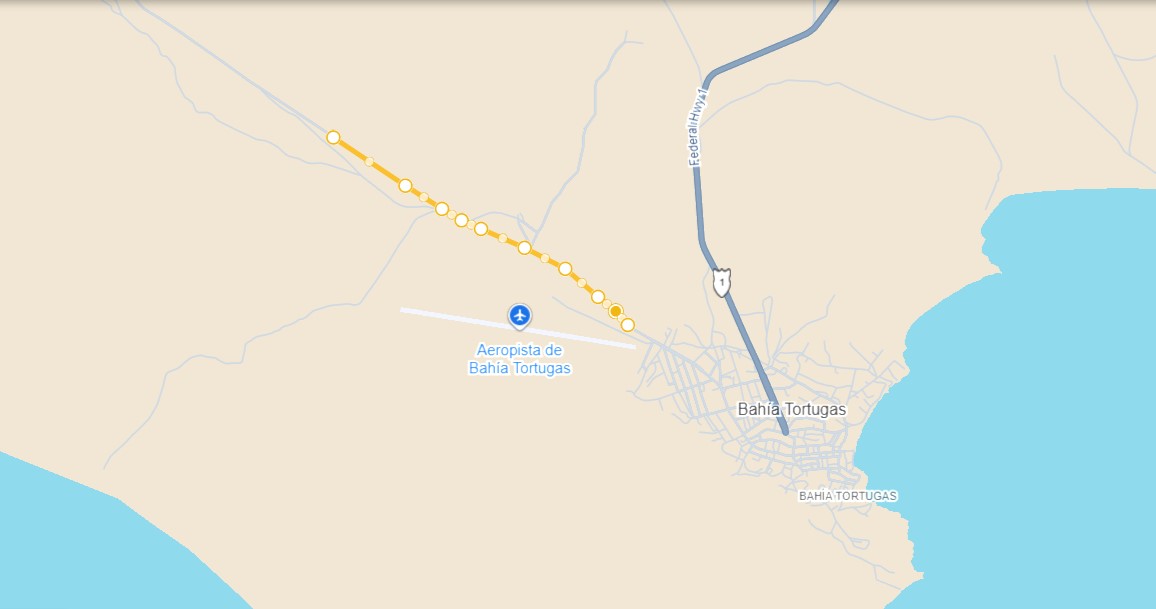 Federal Hwy 1
1
Aeropista de
Bahía Tortugas
Bahía Tortugas
BAHIA TORTUGAS